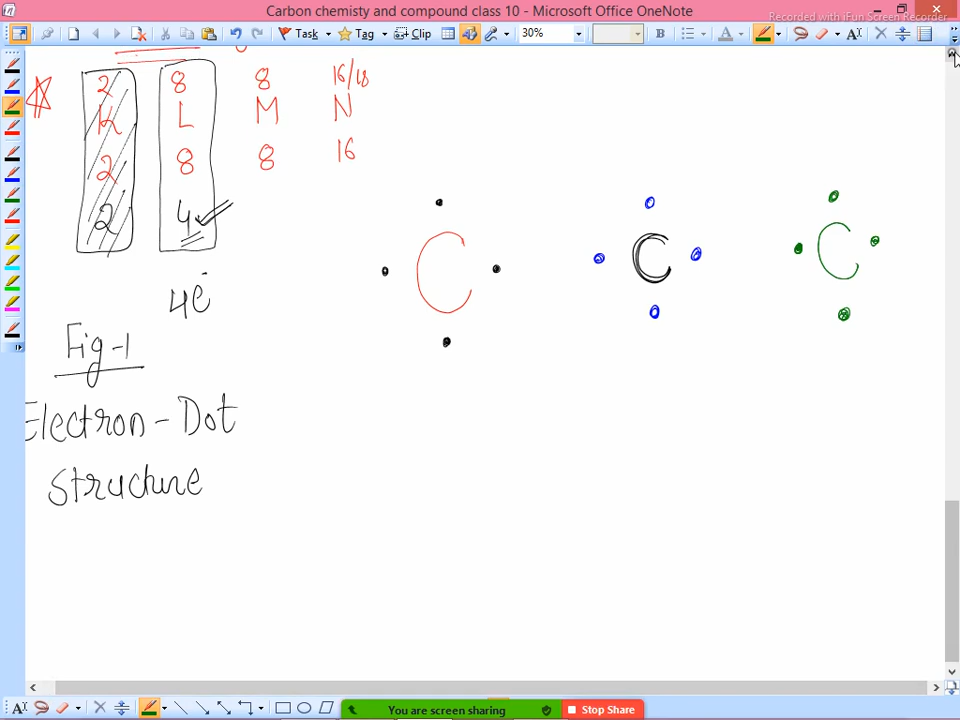 Carbon chemisty and compound class 10 - Microsoft OneNote
Recorded with iFun Screen Recorder
Task Tag Clip 30% B A
2 8 8 16/18
K L M N
2 8 8 16
2 4
4e-
Fig-1
Electron-Dot
structure
C C C
You are screen sharing Stop Share